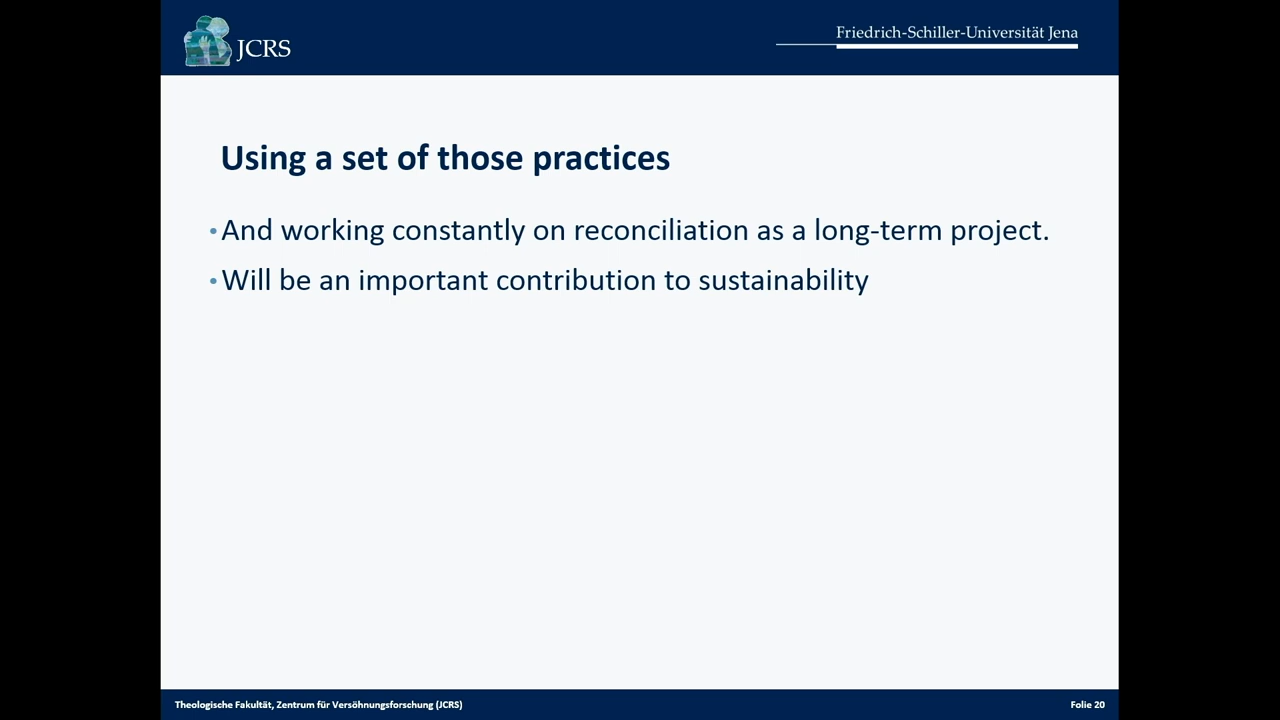 JCRS
Friedrich-Schiller-Universität Jena
Using a set of those practices
• And working constantly on reconciliation as a long-term project.
• Will be an important contribution to sustainability
Theologische Fakultät, Zentrum für Versöhnungsforschung (JCRS)
Folie 20